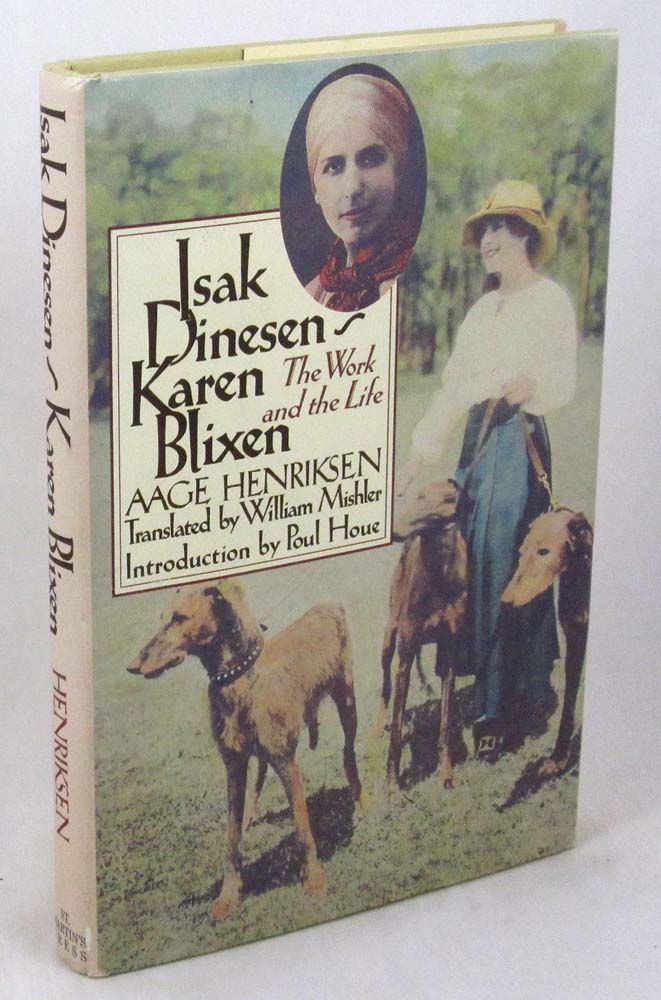 Isak Dinesen ~ Karen Blixen HENRIKSEN
ST.
MARTIN'S
PRESS
Isak
Dinesen ~
Karen The Work
Blixen and the Life
AAGE HENRIKSEN
Translated by William Mishler
Introduction by Poul Houe